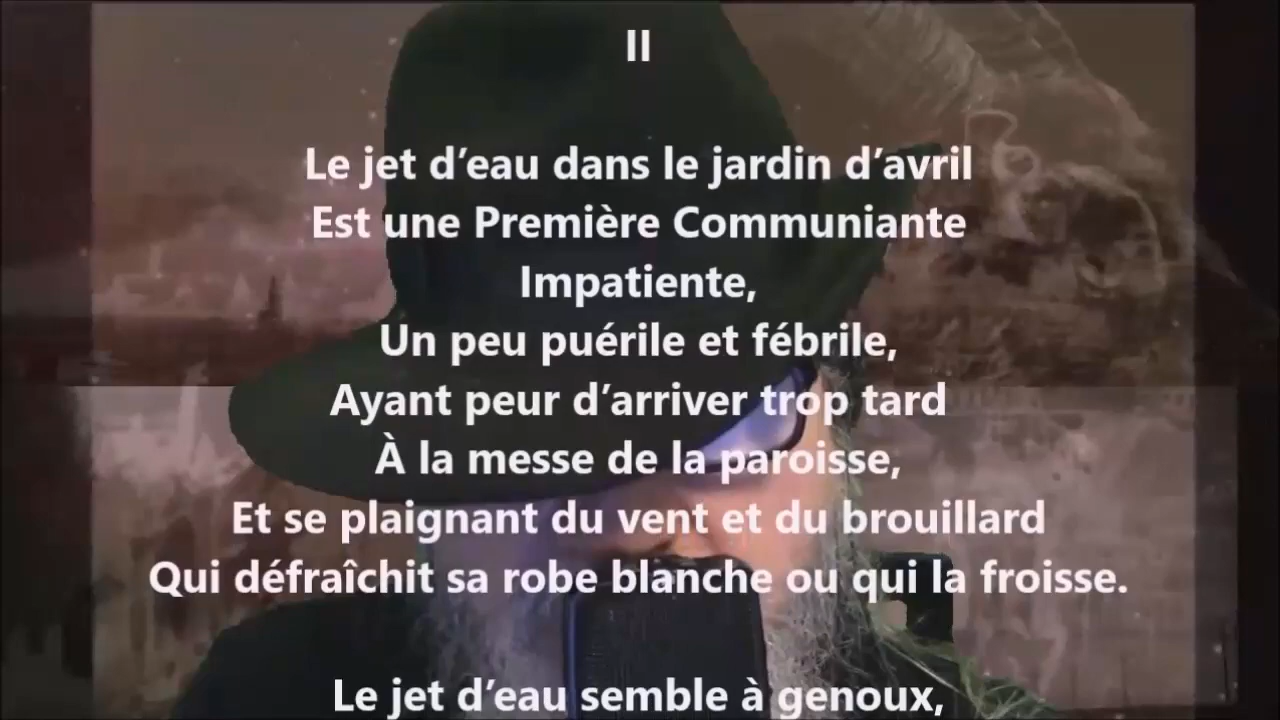 II
Le jet d’eau dans le jardin d’avril
Est une Première Communiante
Impatiente,
Un peu puérile et fébrile,
Ayant peur d’arriver trop tard
À la messe de la paroisse,
Et se plaignant du vent et du brouillard
Qui défraîchit sa robe blanche ou qui la froisse.
Le jet d’eau semble à genoux,